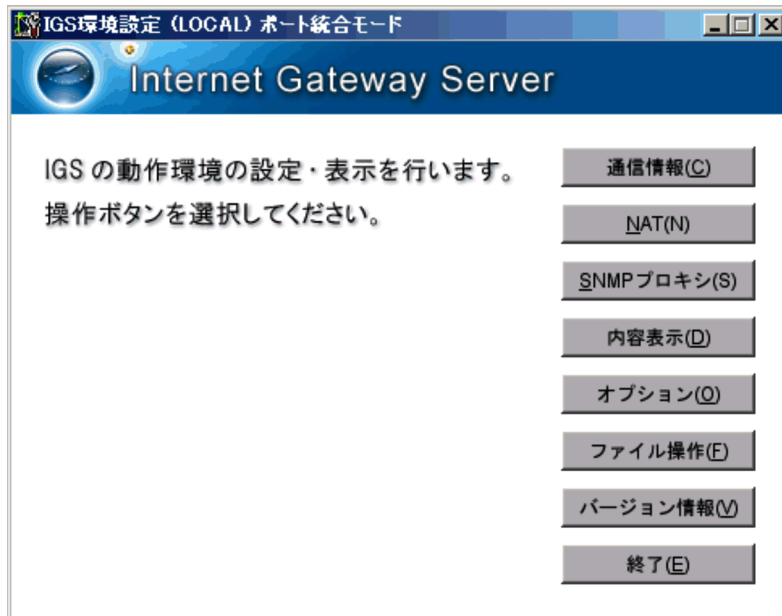 IGS環境設定 (LOCAL) ポート統合モード
Internet Gateway Server
IGS の動作環境の設定・表示を行います。
操作ボタンを選択してください。
通信情報(C)
NAT(N)
SNMPプロキシ(S)
内容表示(D)
オプション(O)
ファイル操作(F)
バージョン情報(V)
終了(E)